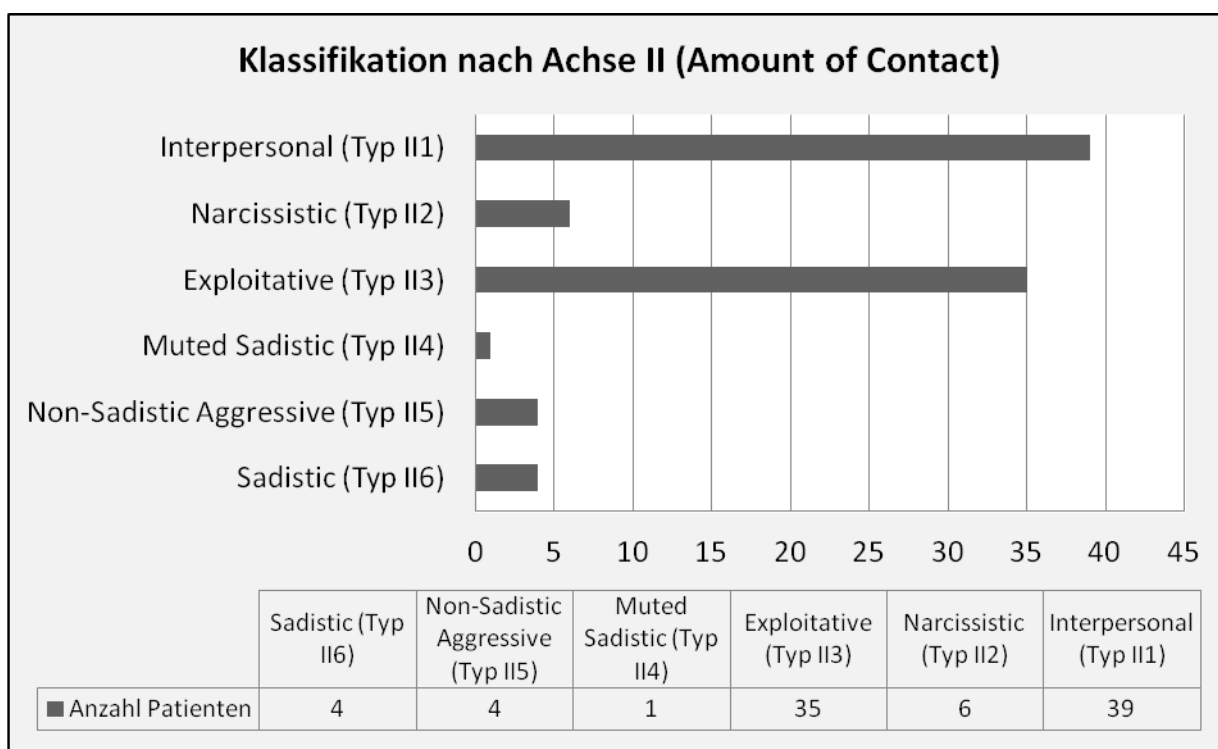 Klassifikation nach Achse II (Amount of Contact)
Interpersonal (Typ II1)
Narcissistic (Typ II2)
Exploitative (Typ II3)
Muted Sadistic (Typ II4)
Non-Sadistic Aggressive (Typ II5)
Sadistic (Typ II6)
0 5 10 15 20 25 30 35 40 45
Sadistic (Typ
II6)
Non-Sadistic
Aggressive
(Typ II5)
Muted
Sadistic (Typ
II4)
Exploitative
(Typ II3)
Narcissistic
(Typ II2)
Interpersonal
(Typ II1)
Anzahl Patienten 4 4 1 35 6 39